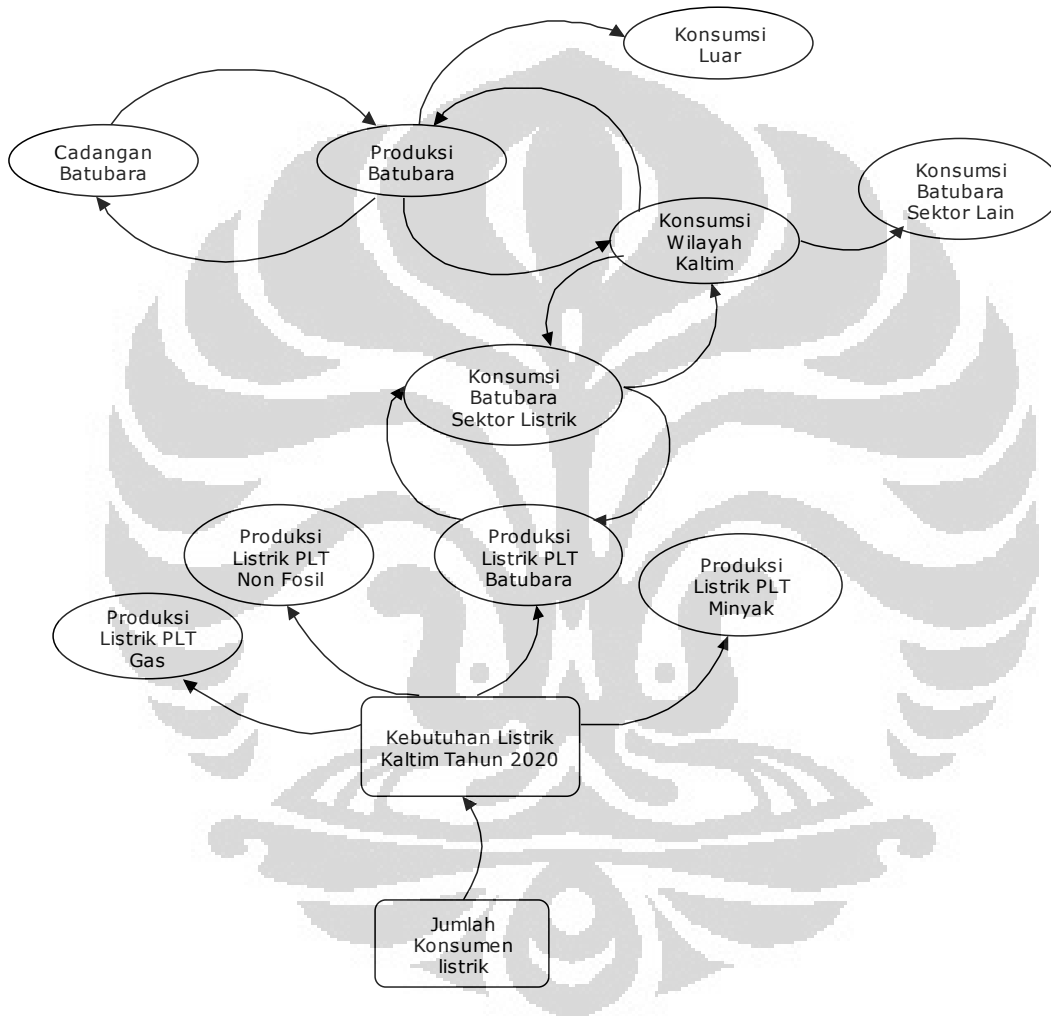 Konsumsi
Luar
Cadangan
Batubara
Produksi
Batubara
Konsumsi
Batubara
Sektor Lain
Konsumsi
Wilayah
Kaltim
Konsumsi
Batubara
Sektor Listrik
Produksi
Listrik PLT
Non Fosil
Produksi
Listrik PLT
Batubara
Produksi
Listrik PLT
Minyak
Produksi
Listrik PLT
Gas
Kebutuhan Listrik
Kaltim Tahun 2020
Jumlah
Konsumen
listrik